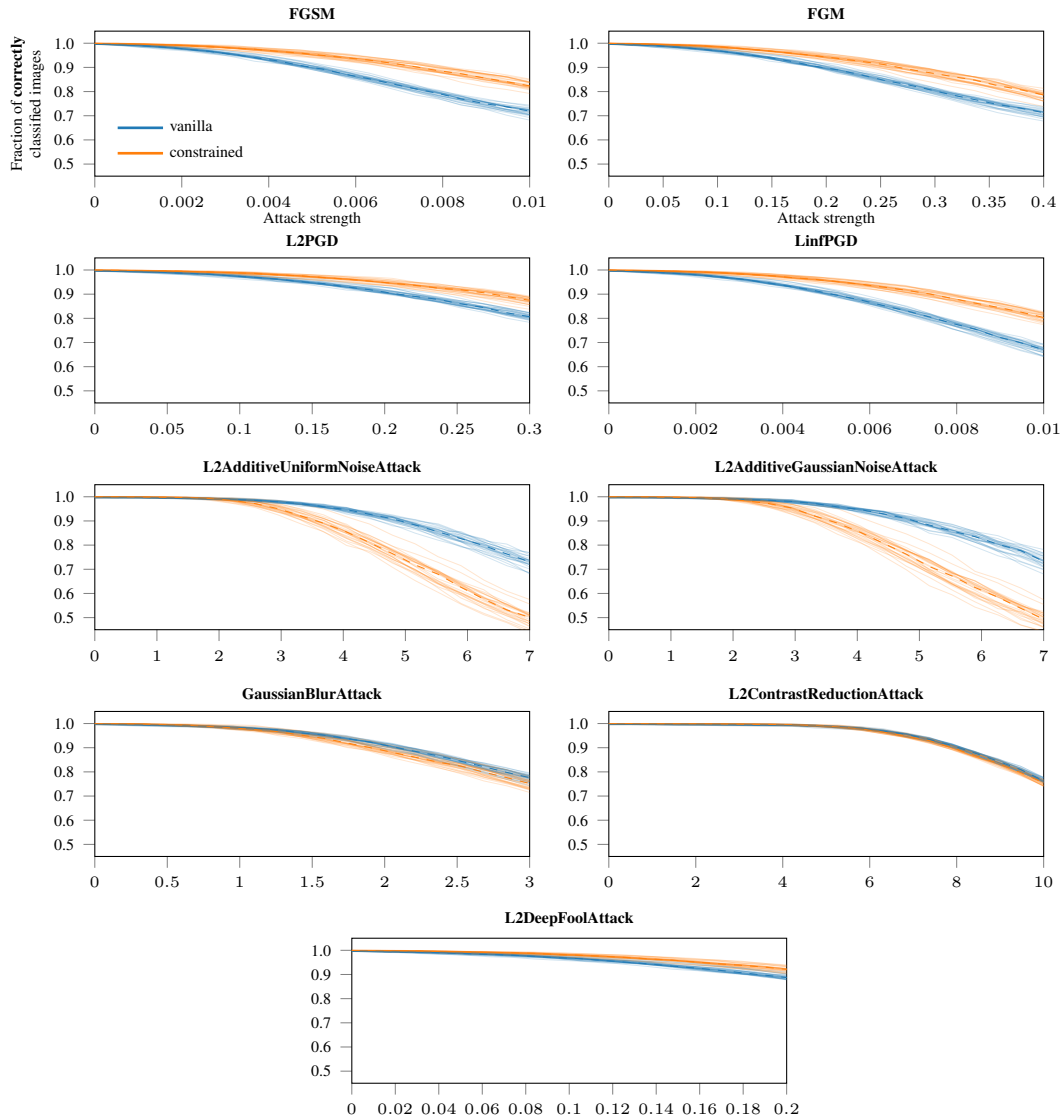 FGSM
1.0
0.9
0.8
0.7
0.6
0.5
Fraction of correctly
classified images
vanilla
constrained
0 0.002 0.004 0.006 0.008 0.01
Attack strength
FGM
1.0
0.9
0.8
0.7
0.6
0.5
0 0.05 0.1 0.15 0.2 0.25 0.3 0.35 0.4
Attack strength
L2PGD
1.0
0.9
0.8
0.7
0.6
0.5
0 0.05 0.1 0.15 0.2 0.25 0.3
LinfPGD
1.0
0.9
0.8
0.7
0.6
0.5
0 0.002 0.004 0.006 0.008 0.01
L2AdditiveUniformNoiseAttack
1.0
0.9
0.8
0.7
0.6
0.5
0 1 2 3 4 5 6 7
L2AdditiveGaussianNoiseAttack
1.0
0.9
0.8
0.7
0.6
0.5
0 1 2 3 4 5 6 7
GaussianBlurAttack
1.0
0.9
0.8
0.7
0.6
0.5
0 0.5 1 1.5 2 2.5 3
L2ContrastReductionAttack
1.0
0.9
0.8
0.7
0.6
0.5
0 2 4 6 8 10
L2DeepFoolAttack
1.0
0.9
0.8
0.7
0.6
0.5
0 0.02 0.04 0.06 0.08 0.1 0.12 0.14 0.16 0.18 0.2